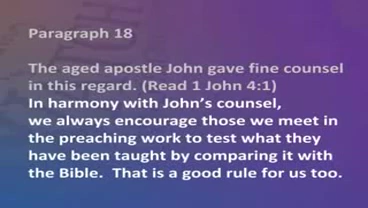 Paragraph 18
The aged apostle John gave fine counsel
in this regard. (Read 1 John 4:1)
In harmony with John's counsel,
we always encourage those we meet in
the preaching work to test what they
have been taught by comparing it with
the Bible.  That is a good rule for us too.